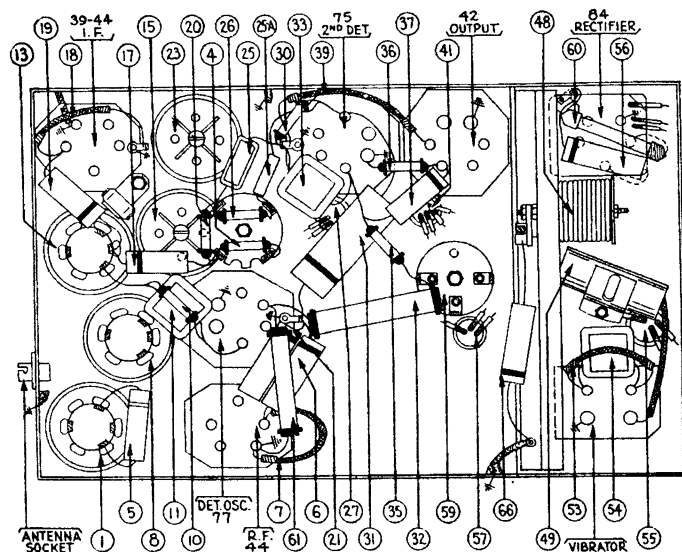 39-44
I.F.
75
2ND DET.
42
OUTPUT
84
RECTIFIER
19 18 13 17 15 23 20 4 26 25 25A 30 33 39 37 36 41 48 60 56
ANTENNA
SOCKET
1 5 8 11 10
DET. OSC.
77
R.F.
44
7 61 6 21 27 31 35 32 59 57 66 49 53 54 55
VIBRATOR